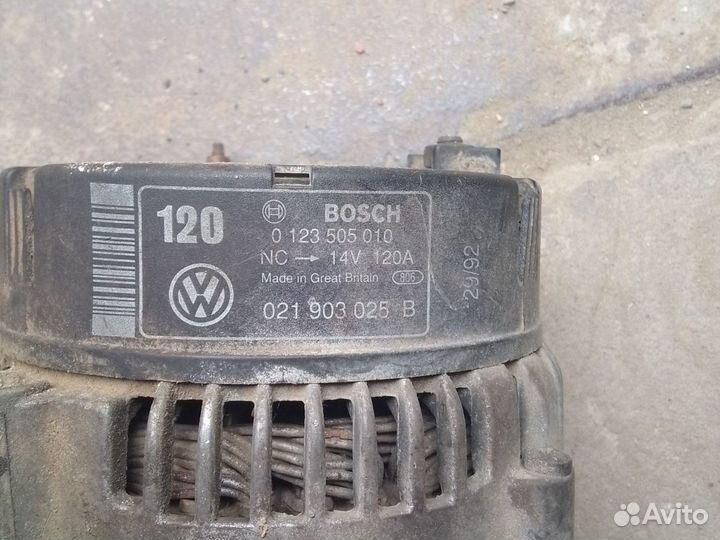 120
BOSCH
0 123 505 010
NC → 14V 120A
Made in Great Britain 806
021 903 025 B
29/92
Avito